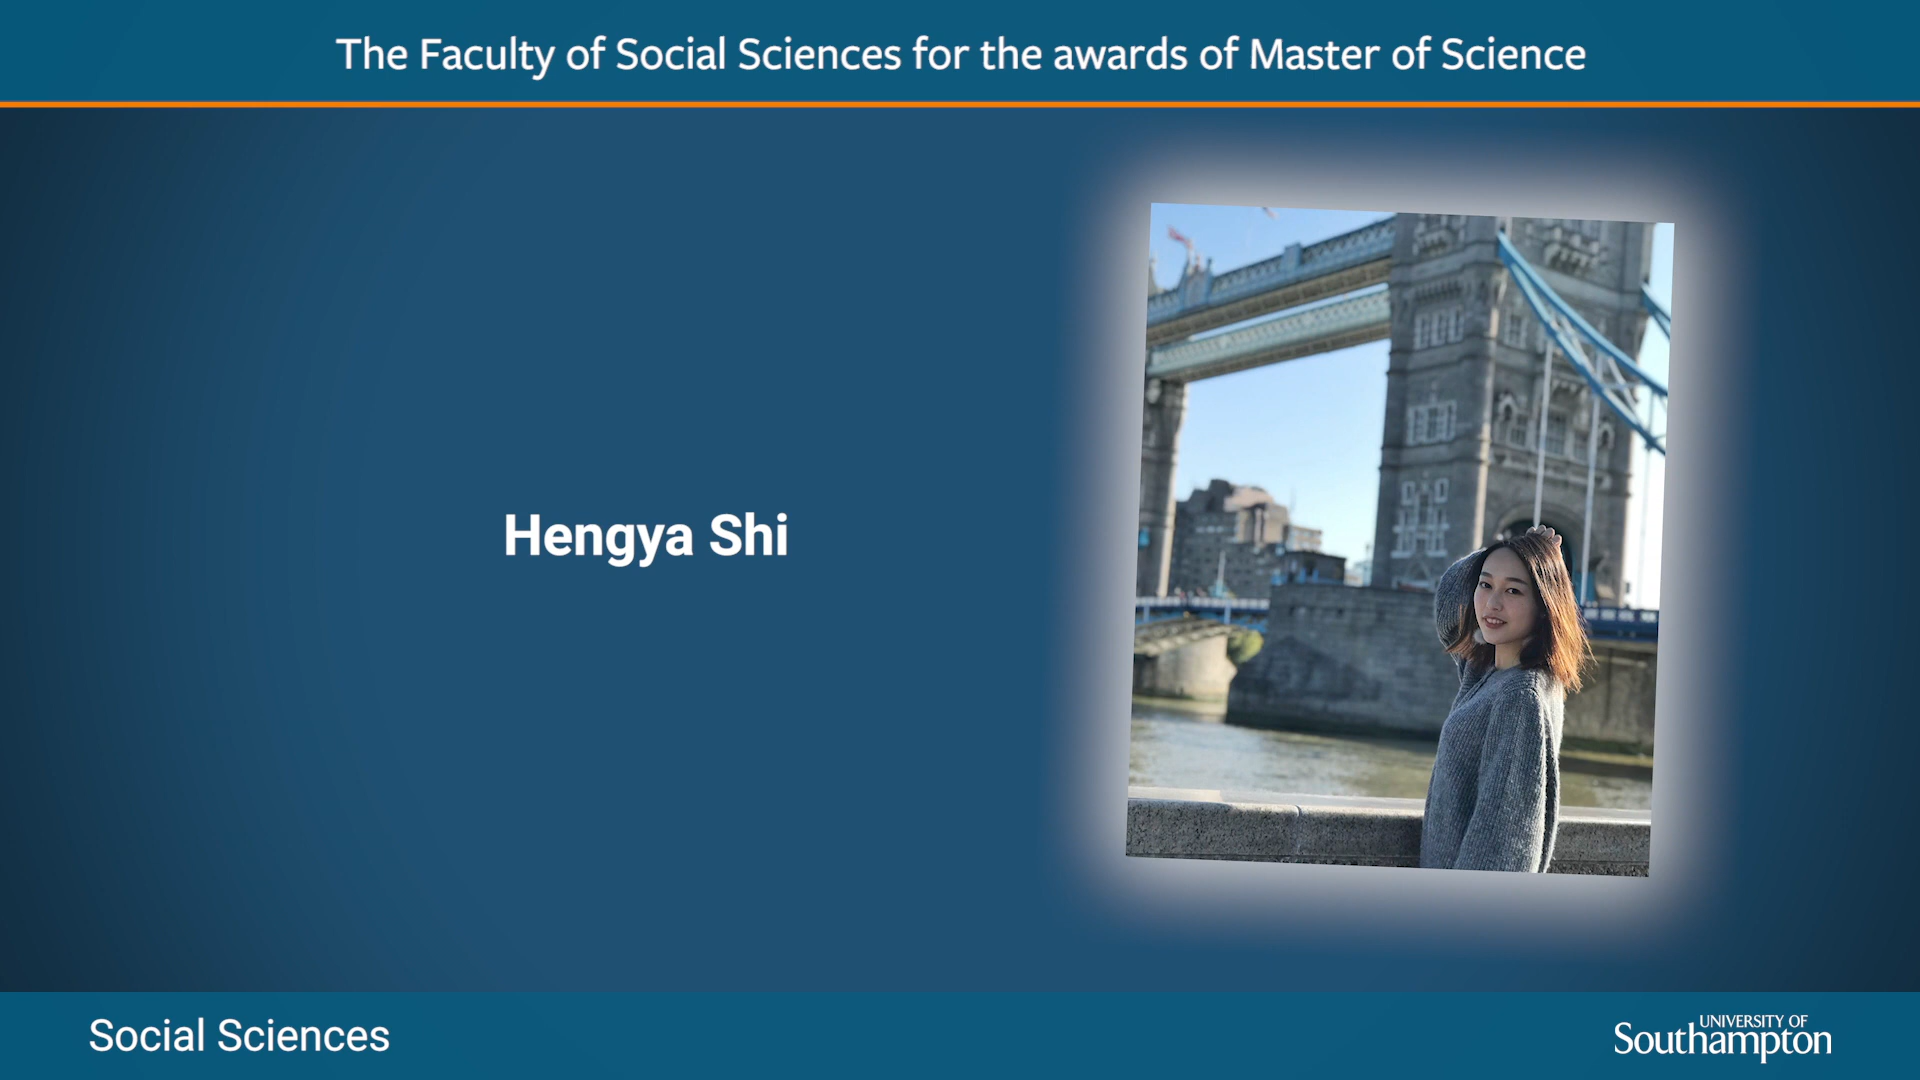 The Faculty of Social Sciences for the awards of Master of Science
Hengya Shi
Social Sciences
UNIVERSITY OF
Southampton